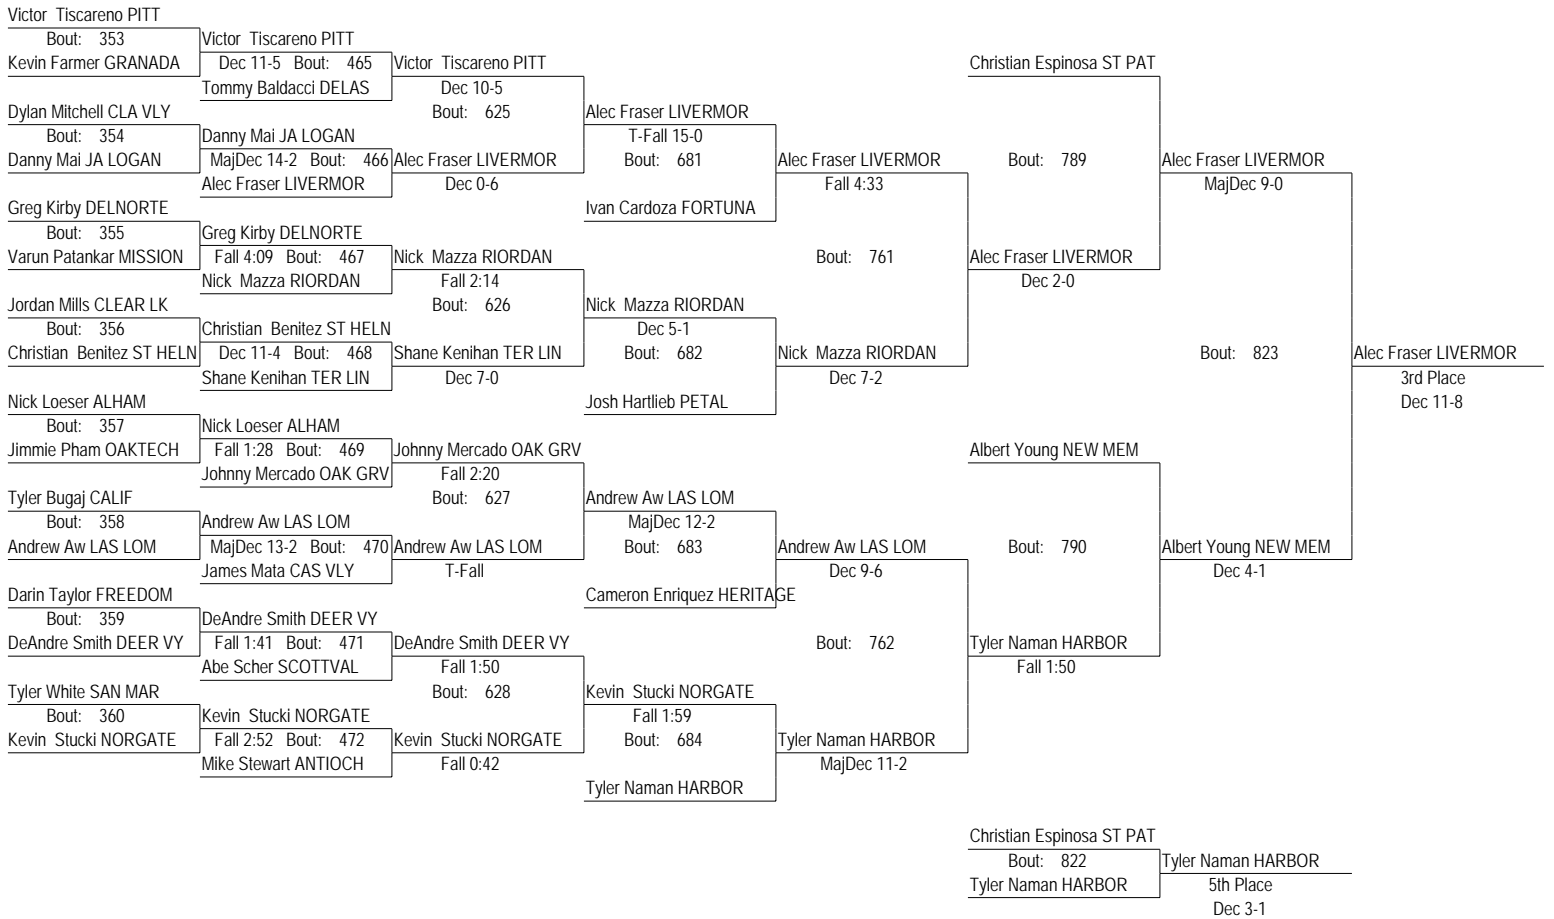 Victor  Tiscareno PITT
Bout: 353
Victor  Tiscareno PITT
Kevin Farmer GRANADA
Dec 11-5 Bout: 465
Victor  Tiscareno PITT
Christian Espinosa ST PAT
Tommy Baldacci DELAS
Dec 10-5
Dylan Mitchell CLA VLY
Bout: 625
Alec Fraser LIVERMOR
Bout: 354
Danny Mai JA LOGAN
T-Fall 15-0
Danny Mai JA LOGAN
MajDec 14-2 Bout: 466
Alec Fraser LIVERMOR
Bout: 681
Alec Fraser LIVERMOR
Bout: 789
Alec Fraser LIVERMOR
Alec Fraser LIVERMOR
Dec 0-6
Fall 4:33
MajDec 9-0
Greg Kirby DELNORTE
Ivan Cardoza FORTUNA
Bout: 355
Greg Kirby DELNORTE
Varun Patankar MISSION
Fall 4:09 Bout: 467
Nick  Mazza RIORDAN
Bout: 761
Alec Fraser LIVERMOR
Nick  Mazza RIORDAN
Fall 2:14
Dec 2-0
Jordan Mills CLEAR LK
Bout: 626
Nick  Mazza RIORDAN
Bout: 356
Christian  Benitez ST HELN
Dec 5-1
Christian  Benitez ST HELN
Dec 11-4 Bout: 468
Shane Kenihan TER LIN
Bout: 682
Nick  Mazza RIORDAN
Bout: 823
Alec Fraser LIVERMOR
Shane Kenihan TER LIN
Dec 7-0
Dec 7-2
3rd Place
Nick Loeser ALHAM
Josh Hartlieb PETAL
Dec 11-8
Bout: 357
Nick Loeser ALHAM
Jimmie Pham OAKTECH
Fall 1:28 Bout: 469
Johnny Mercado OAK GRV
Albert Young NEW MEM
Johnny Mercado OAK GRV
Fall 2:20
Tyler Bugaj CALIF
Bout: 627
Andrew Aw LAS LOM
Bout: 358
Andrew Aw LAS LOM
MajDec 12-2
Andrew Aw LAS LOM
MajDec 13-2 Bout: 470
Andrew Aw LAS LOM
Bout: 683
Andrew Aw LAS LOM
Bout: 790
Albert Young NEW MEM
James Mata CAS VLY
T-Fall
Dec 9-6
Dec 4-1
Darin Taylor FREEDOM
Cameron Enriquez HERITAGE
Bout: 359
DeAndre Smith DEER VY
DeAndre Smith DEER VY
Fall 1:41 Bout: 471
DeAndre Smith DEER VY
Bout: 762
Tyler Naman HARBOR
Abe Scher SCOTTVAL
Fall 1:50
Fall 1:50
Tyler White SAN MAR
Bout: 628
Kevin  Stucki NORGATE
Bout: 360
Kevin  Stucki NORGATE
Fall 1:59
Kevin  Stucki NORGATE
Fall 2:52 Bout: 472
Kevin  Stucki NORGATE
Bout: 684
Tyler Naman HARBOR
Mike Stewart ANTIOCH
Fall 0:42
MajDec 11-2
Tyler Naman HARBOR
Christian Espinosa ST PAT
Bout: 822
Tyler Naman HARBOR
Tyler Naman HARBOR
5th Place
Dec 3-1